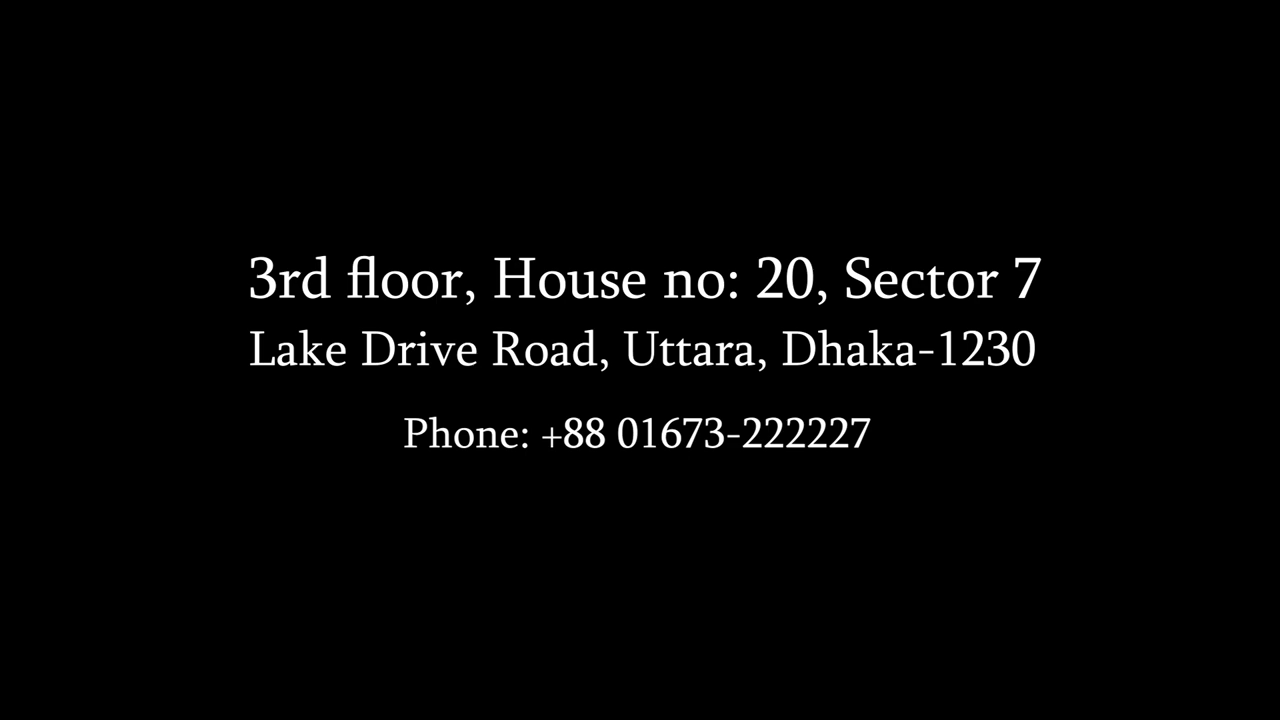 3rd floor, House no: 20, Sector 7
Lake Drive Road, Uttara, Dhaka-1230
Phone: +88 01673-222227